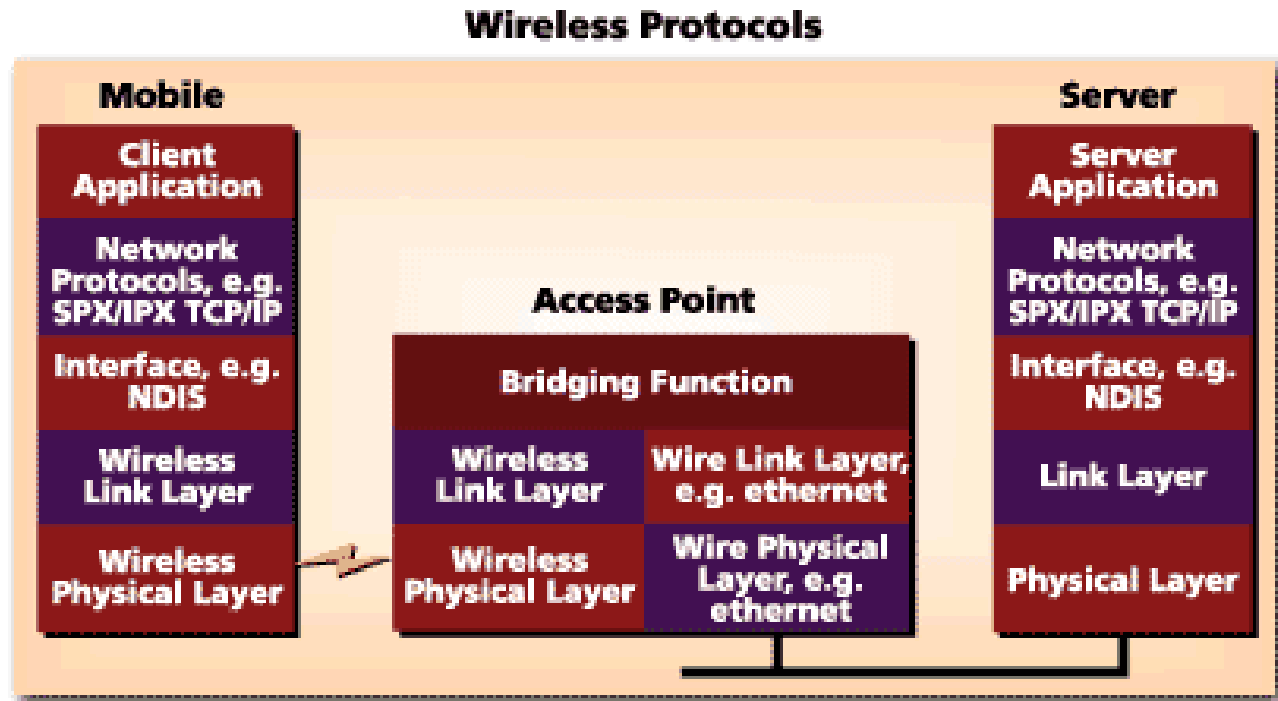 Wireless Protocols
Mobile
Client
Application
Network
Protocols, e.g.
SPX/IPX TCP/IP
Interface, e.g.
NDIS
Wireless
Link Layer
Wireless
Physical Layer
Access Point
Bridging Function
Wireless
Link Layer
Wire Link Layer,
e.g. ethernet
Wireless
Physical Layer
Wire Physical
Layer, e.g.
ethernet
Server
Server
Application
Network
Protocols, e.g.
SPX/IPX TCP/IP
Interface, e.g.
NDIS
Link Layer
Physical Layer